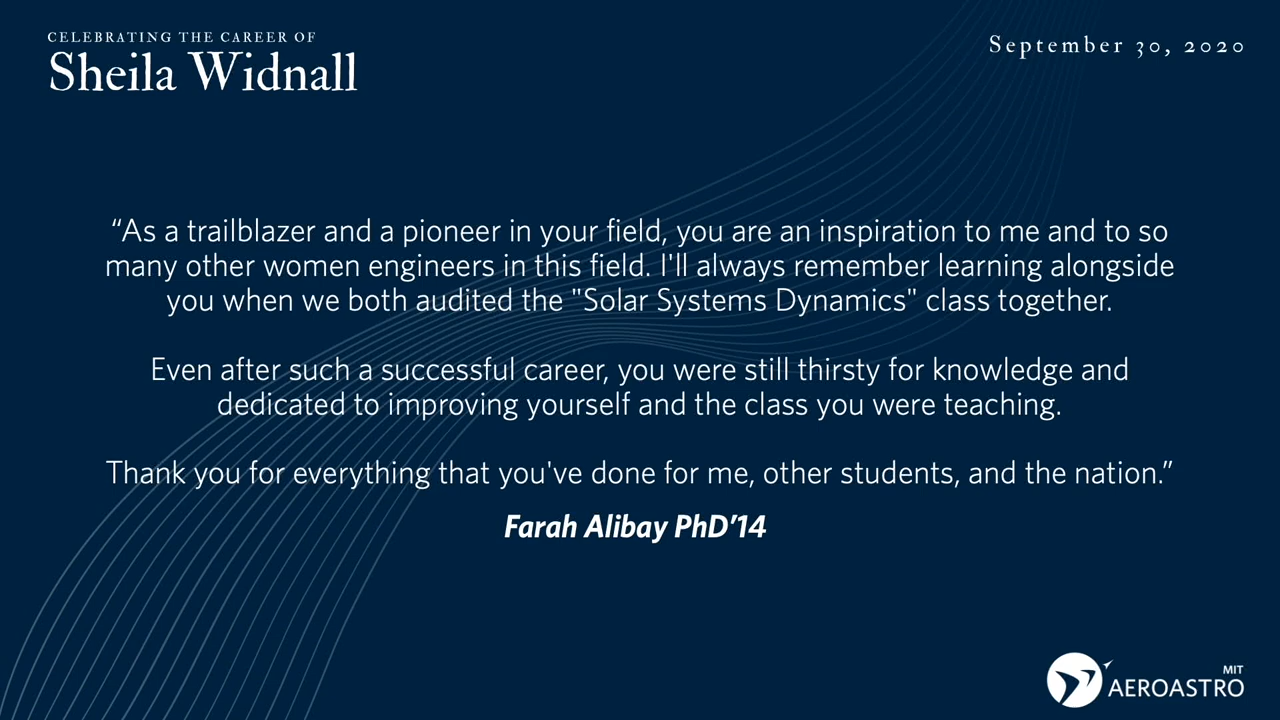 CELEBRATING THE CAREER OF
Sheila Widnall
September 30, 2020
“As a trailblazer and a pioneer in your field, you are an inspiration to me and to so
many other women engineers in this field. I'll always remember learning alongside
you when we both audited the "Solar Systems Dynamics" class together.
Even after such a successful career, you were still thirsty for knowledge and
dedicated to improving yourself and the class you were teaching.
Thank you for everything that you've done for me, other students, and the nation.”
Farah Alibay PhD’14
MIT
AEROASTRO